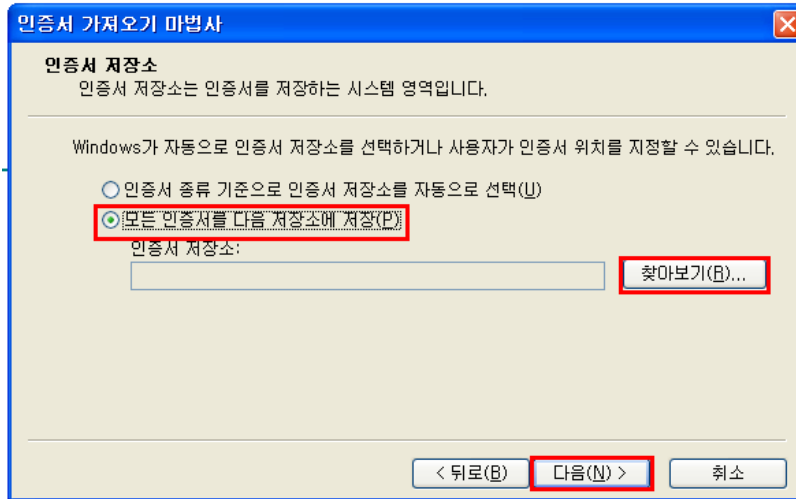 인증서 가져오기 마법사
인증서 저장소
인증서 저장소는 인증서를 저장하는 시스템 영역입니다.
Windows가 자동으로 인증서 저장소를 선택하거나 사용자가 인증서 위치를 지정할 수 있습니다.
인증서 종류 기준으로 인증서 저장소를 자동으로 선택(U)
모든 인증서를 다음 저장소에 저장(P)
인증서 저장소:
찾아보기(R)...
< 뒤로(B) 다음(N) > 취소